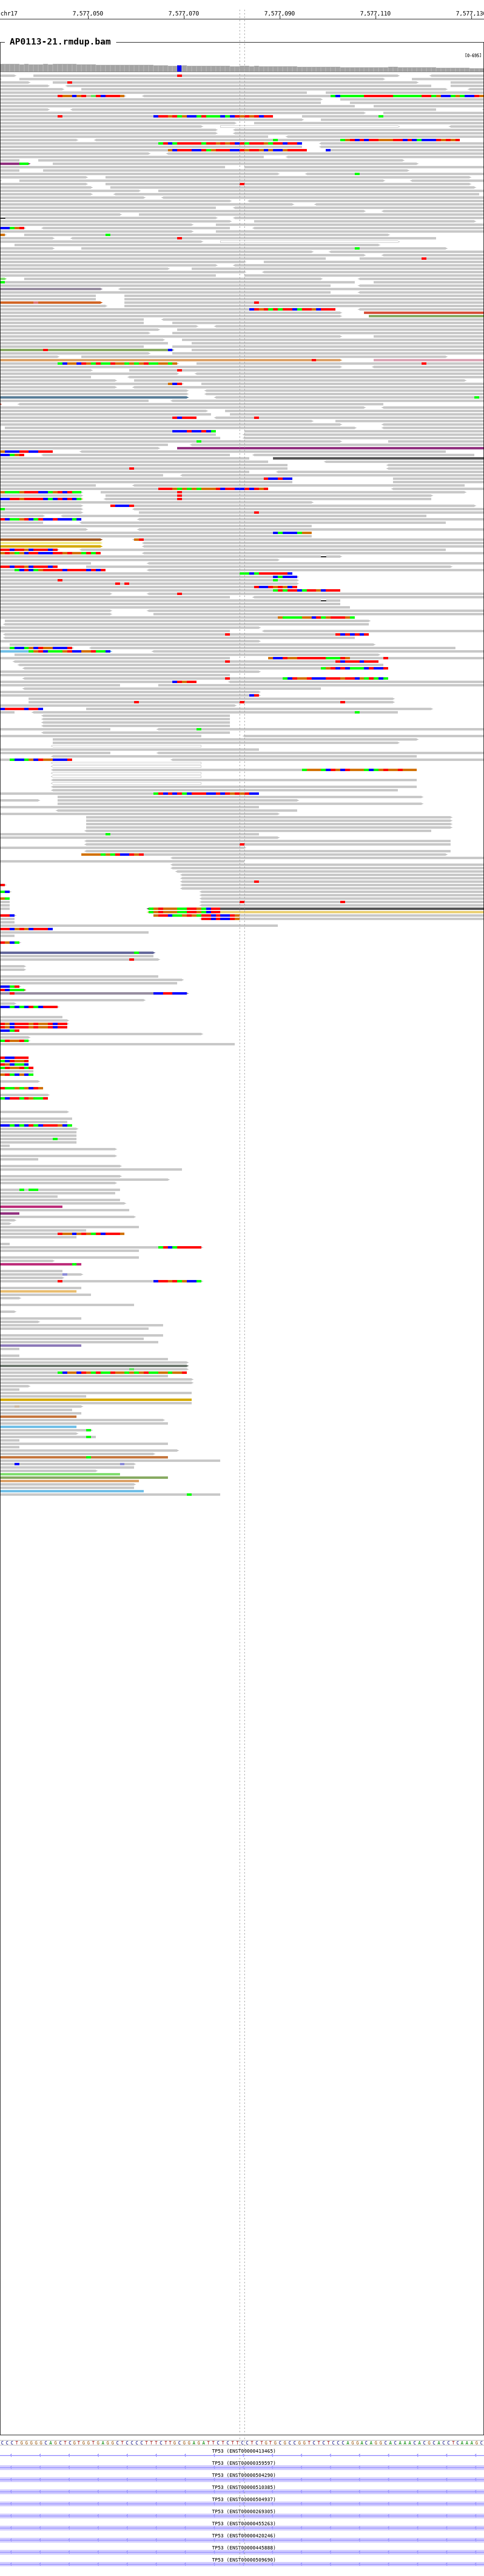 chr17 7,577,050 7,577,070 7,577,090 7,577,110 7,577,130
AP0113-21.rmdup.bam
[0-696]
TP53 (ENST00000413465)
TP53 (ENST00000359597)
TP53 (ENST00000504290)
TP53 (ENST00000510385)
TP53 (ENST00000504937)
TP53 (ENST00000269305)
TP53 (ENST00000455263)
TP53 (ENST00000420246)
TP53 (ENST00000445888)
TP53 (ENST00000509690)